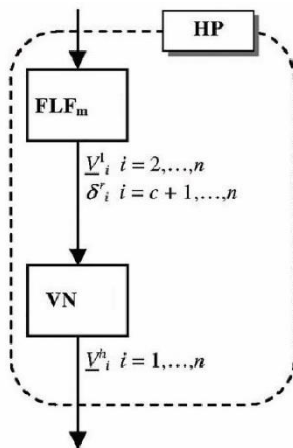 HP
FLFₘ
V¹ᵢ i = 2,…,n
δʳᵢ i = c + 1,…,n
VN
Vʰᵢ i = 1,…,n